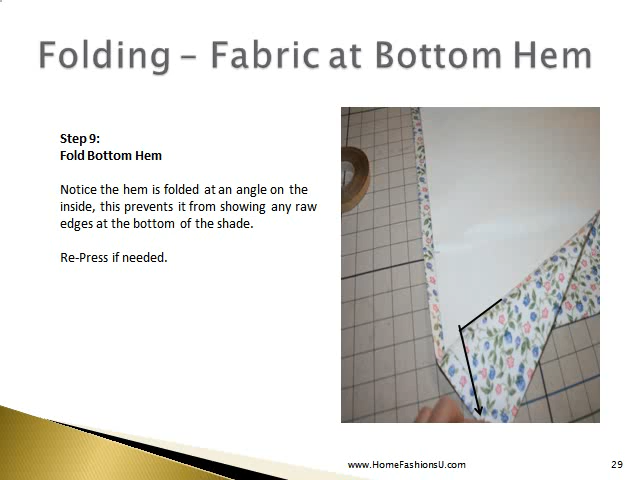 Folding – Fabric at Bottom Hem
Step 9:
Fold Bottom Hem
Notice the hem is folded at an angle on the
inside, this prevents it from showing any raw
edges at the bottom of the shade.
Re-Press if needed.
www.HomeFashionsU.com
29